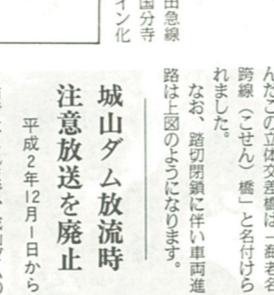 田急線
国分寺
イン化
んだこの立体交差橋は「海老名
跨線（こせん）橋」と名付けら
れました。
なお、踏切閉鎖に伴い車両進
路は上図のようになります。
城山ダム放流時
注意放送を廃止
平成2年12月1日から